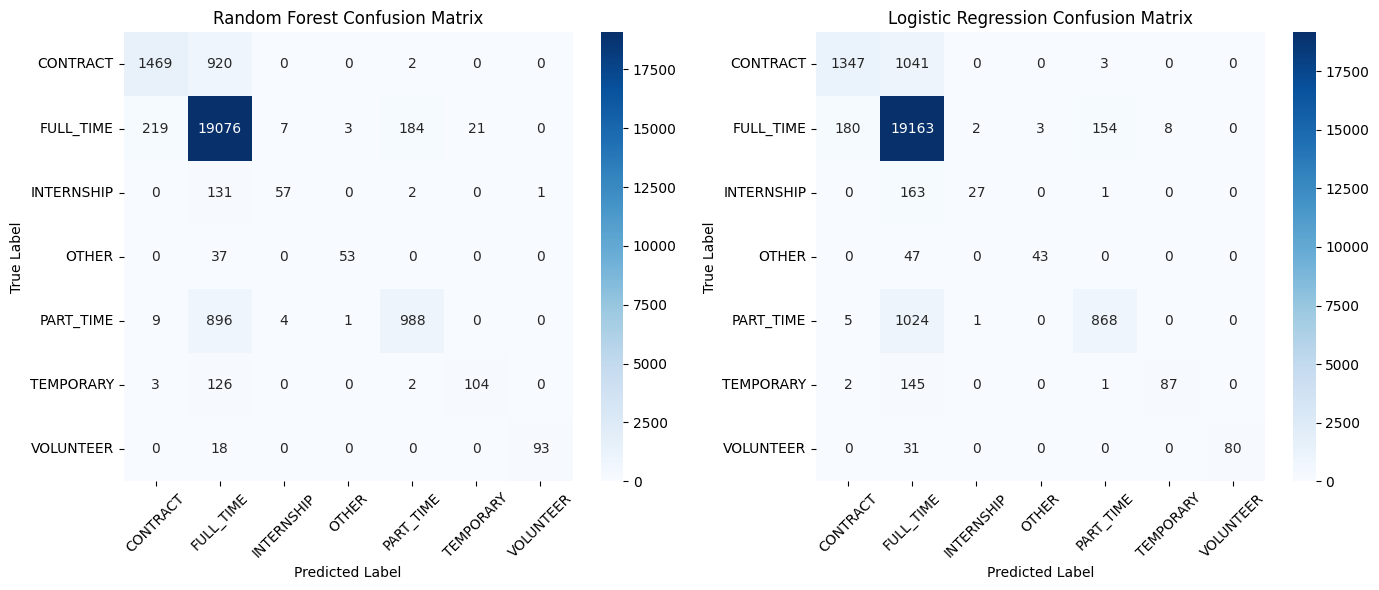 Random Forest Confusion Matrix
CONTRACT 1469 920 0 0 2 0 0
FULL_TIME 219 19076 7 3 184 21 0
INTERNSHIP 0 131 57 0 2 0 1
OTHER 0 37 0 53 0 0 0
PART_TIME 9 896 4 1 988 0 0
TEMPORARY 3 126 0 0 2 104 0
VOLUNTEER 0 18 0 0 0 0 93
True Label
CONTRACT FULL_TIME INTERNSHIP OTHER PART_TIME TEMPORARY VOLUNTEER
Predicted Label
17500
15000
12500
10000
7500
5000
2500
0
Logistic Regression Confusion Matrix
CONTRACT 1347 1041 0 0 3 0 0
FULL_TIME 180 19163 2 3 154 8 0
INTERNSHIP 0 163 27 0 1 0 0
OTHER 0 47 0 43 0 0 0
PART_TIME 5 1024 1 0 868 0 0
TEMPORARY 2 145 0 0 1 87 0
VOLUNTEER 0 31 0 0 0 0 80
True Label
CONTRACT FULL_TIME INTERNSHIP OTHER PART_TIME TEMPORARY VOLUNTEER
Predicted Label
17500
15000
12500
10000
7500
5000
2500
0